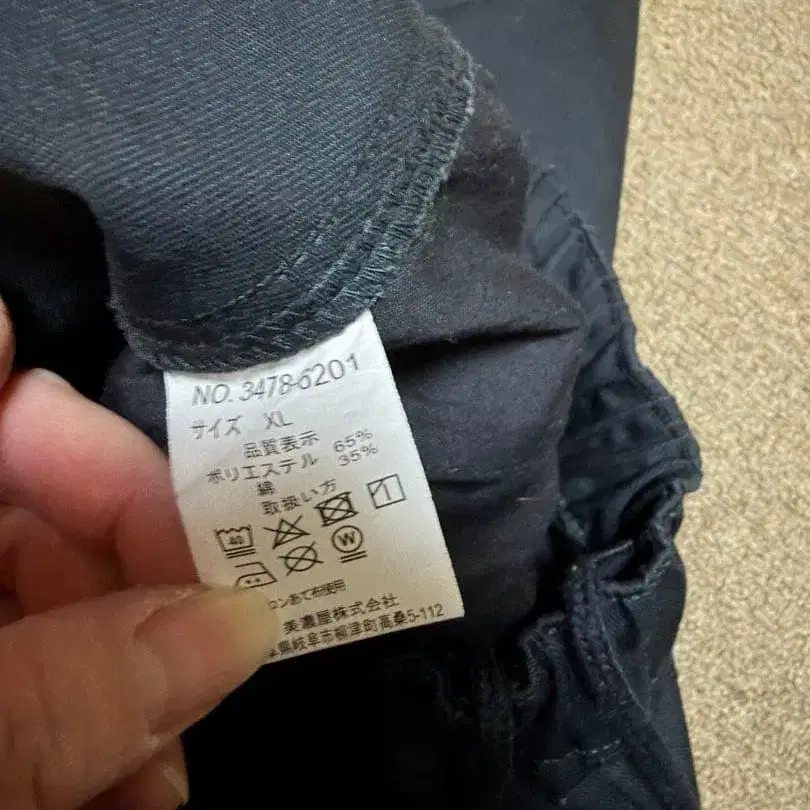 NO. 3478-6201
サイズ XL
品質表示
ポリエステル 65%
綿 35%
取扱い方
40
W
ロンあて布使用
美濃屋株式会社
県岐阜市柳津町高桑5-112